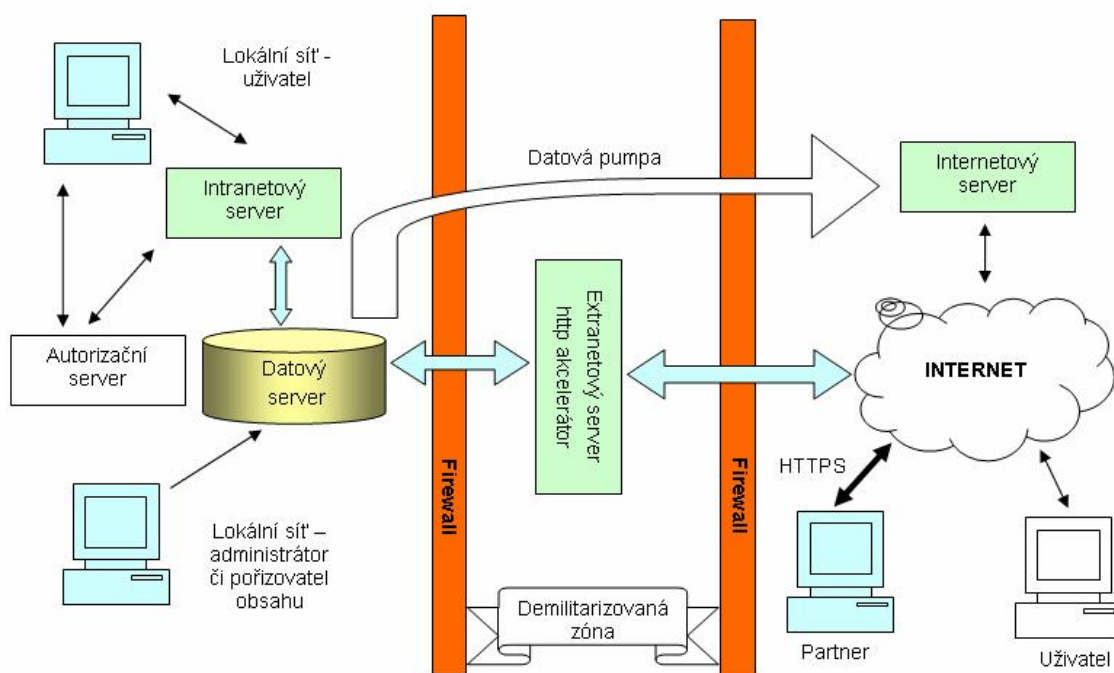 Lokální síť -
uživatel
Intranetový
server
Autorizační
server
Datový
server
Lokální síť –
administrátor
či pořizovatel
obsahu
Firewall
Datová pumpa
Extranetový server
http akcelerátor
Demilitarizovaná
zóna
Firewall
Internetový
server
INTERNET
HTTPS
Partner
Uživatel